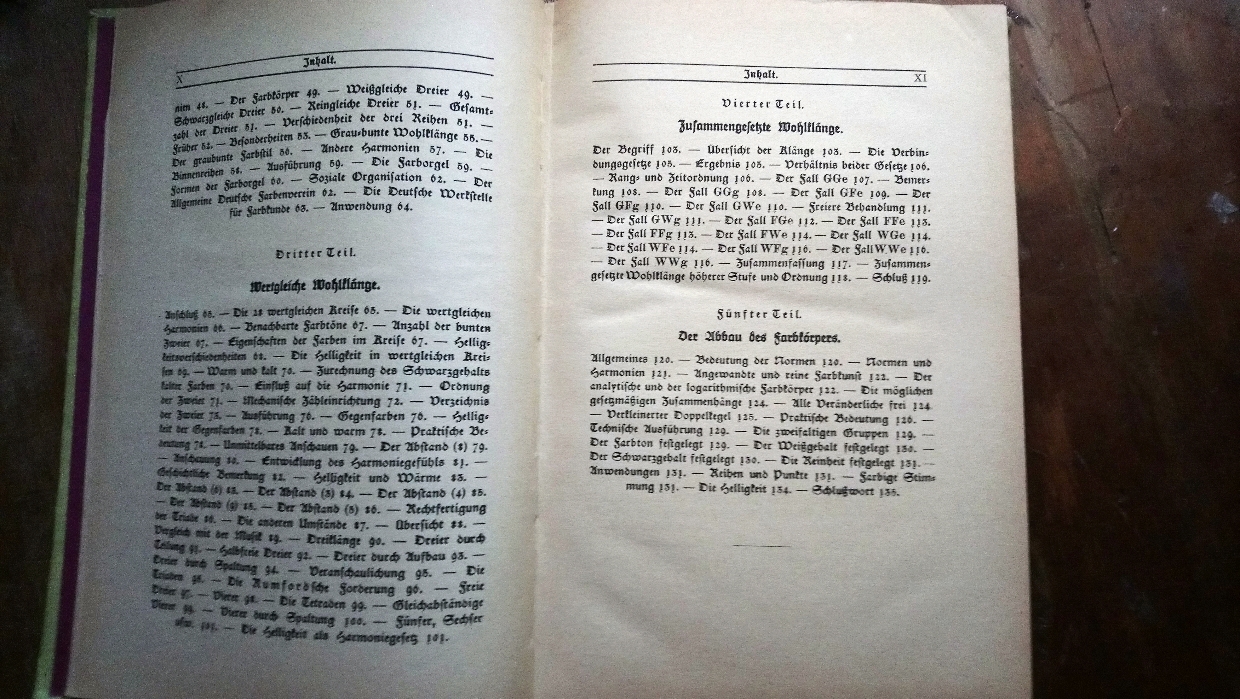 X
Inhalt.
nien 48. — Der Farbkörper 49. — Weißgleiche Dreier 49. —
Schwarzgleiche Dreier 50. — Reingleiche Dreier 51. — Gesamt-
zahl der Dreier 51. — Verschiedenheit der drei Reihen 51. —
Früher 52. — Besonderheiten 53. — Grau-bunte Wohlklänge 55. —
Der graubunte Farbstil 56. — Andere Harmonien 57. — Die
Binnenreihen 58. — Ausführung 59. — Die Farborgel 59. —
Formen der Farborgel 60. — Soziale Organisation 62. — Der
Allgemeine Deutsche Farbenverein 62. — Die Deutsche Werkstelle
für Farbkunde 63. — Anwendung 64.
Dritter Teil.
Wertgleiche Wohlklänge.
Anschluß 65. — Die 28 wertgleichen Kreise 65. — Die wertgleichen
Harmonien 66. — Benachbarte Farbtöne 67. — Anzahl der bunten
Zweier 67. — Eigenschaften der Farben im Kreise 67. — Hellig-
keitsverschiedenheiten 68. — Die Helligkeit in wertgleichen Krei-
sen 69. — Warm und kalt 70. — Zurechnung des Schwarzgehalts
kalter Farben 70. — Einfluß auf die Harmonie 71. — Ordnung
der Zweier 71. — Mechanische Zähleinrichtung 72. — Verzeichnis
der Zweier 75. — Ausführung 76. — Gegenfarben 76. — Hellig-
keit der Gegenfarben 78. — Kalt und warm 78. — Praktische Be-
deutung 78. — Unmittelbares Anschauen 79. — Der Abstand (8) 79.
— Anschauung 80. — Entwicklung des Harmoniegefühls 81. —
Geschichtliche Bemerkung 82. — Helligkeit und Wärme 83. —
Der Abstand (6) 83. — Der Abstand (3) 84. — Der Abstand (4) 85.
— Der Abstand (9) 85. — Der Abstand (5) 86. — Rechtfertigung
der Triade 86. — Die anderen Umstände 87. — Übersicht 88. —
Vergleich mit der Musik 89. — Dreiklänge 90. — Dreier durch
Teilung 91. — Halbfreie Dreier 92. — Dreier durch Aufbau 93. —
Dreier durch Spaltung 94. — Veranschaulichung 95. — Die
Triaden 96. — Die Rumfordsche Forderung 96. — Freie
Dreier 97. — Vierer 98. — Die Tetraden 99. — Gleichabständige
Vierer 99. — Vierer durch Spaltung 100. — Fünfer, Sechser
usw. 101. — Die Helligkeit als Harmoniegesetz 101.
Inhalt.
XI
Vierter Teil.
Zusammengesetzte Wohlklänge.
Der Begriff 103. — Übersicht der Klänge 103. — Die Verbin-
dungsgesetze 105. — Ergebnis 105. — Verhältnis beider Gesetze 106.
— Rang- und Zeitordnung 106. — Der Fall GGe 107. — Bemer-
kung 108. — Der Fall GGg 108. — Der Fall GFe 109. — Der
Fall GFg 110. — Der Fall GWe 110. — Freiere Behandlung 111.
— Der Fall GWg 111. — Der Fall FGe 112. — Der Fall FFe 113.
— Der Fall FFg 113. — Der Fall FWe 114. — Der Fall WGe 114.
— Der Fall WFe 114. — Der Fall WFg 116. — Der Fall WWe 116.
— Der Fall WWg 116. — Zusammenfassung 117. — Zusammen-
gesetzte Wohlklänge höherer Stufe und Ordnung 118. — Schluß 119.
Fünfter Teil.
Der Abbau des Farbkörpers.
Allgemeines 120. — Bedeutung der Normen 120. — Normen und
Harmonien 121. — Angewandte und reine Farbkunst 122. — Der
analytische und der logarithmische Farbkörper 122. — Die möglichen
gesetzmäßigen Zusammenhänge 124. — Alle Veränderliche frei 124
— Verkleinerter Doppelkegel 125. — Praktische Bedeutung 126. —
Technische Ausführung 129. — Die zweifaltigen Gruppen 129. —
Der Farbton festgelegt 129. — Der Weißgehalt festgelegt 130. —
Der Schwarzgehalt festgelegt 130. — Die Reinheit festgelegt 131. —
Anwendungen 131. — Reihen und Punkte 131. — Farbige Stim-
mung 131. — Die Helligkeit 134. — Schlußwort 135.